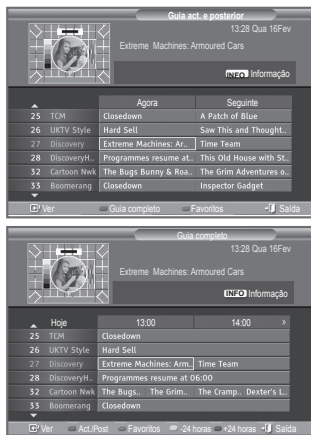 Guia act. e posterior
13:28 Qua 16Fev
Extreme Machines: Armoured Cars
INFO Informação
Agora Seguinte
25 TCM Closedown A Patch of Blue
26 UKTV Style Hard Sell Saw This and Thought..
27 Discovery Extreme Machines: Ar.. Time Team
28 DiscoveryH.. Programmes resume at.. This Old House with St..
32 Cartoon Nwk The Bugs Bunny & Roa.. The Grim Adventures o..
33 Boomerang Closedown Inspector Gadget
Ver Guia completo Favoritos Saída
Guia completo
13:28 Qua 16Fev
Extreme Machines: Armoured Cars
INFO Informação
Hoje 13:00 14:00 »
25 TCM Closedown
26 UKTV Style Hard Sell
27 Discovery Extreme Machines: Arm.. Time Team
28 DiscoveryH.. Programmes resume at 06:00
32 Cartoon Nwk The Bugs.. The Grim.. The Cramp.. Dexter's L..
33 Boomerang Closedown
Ver Act./Post Favoritos -24 horas +24 horas Saída